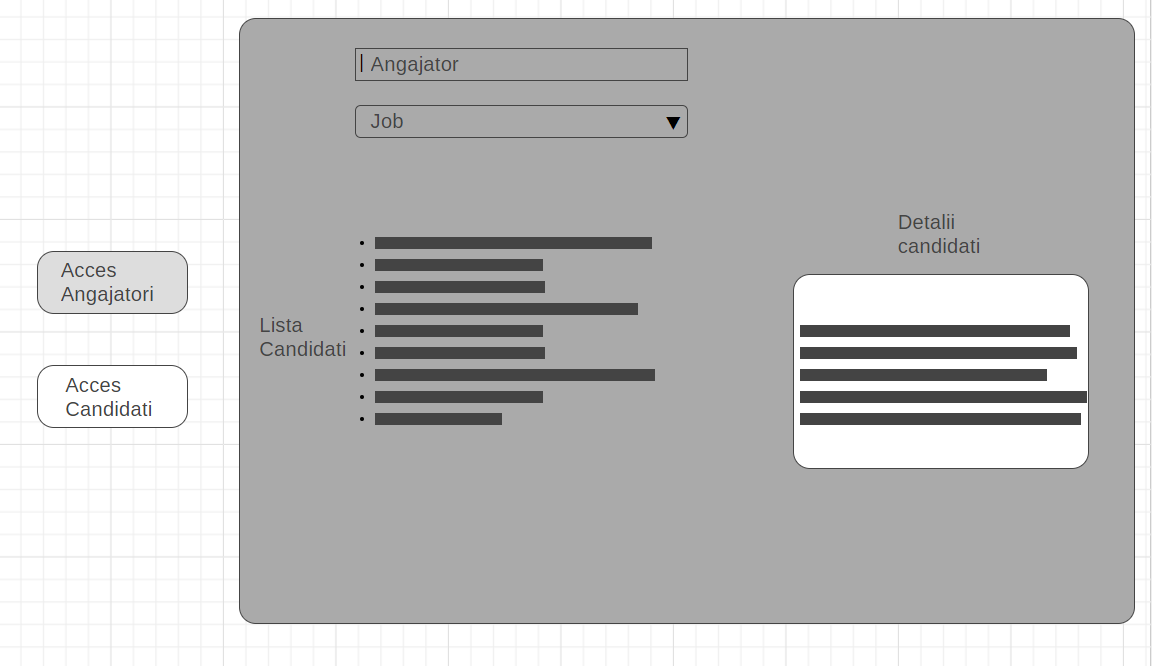 Angajator
Job
Detalii
candidati
Acces
Angajatori
Lista
Candidati
Acces
Candidati